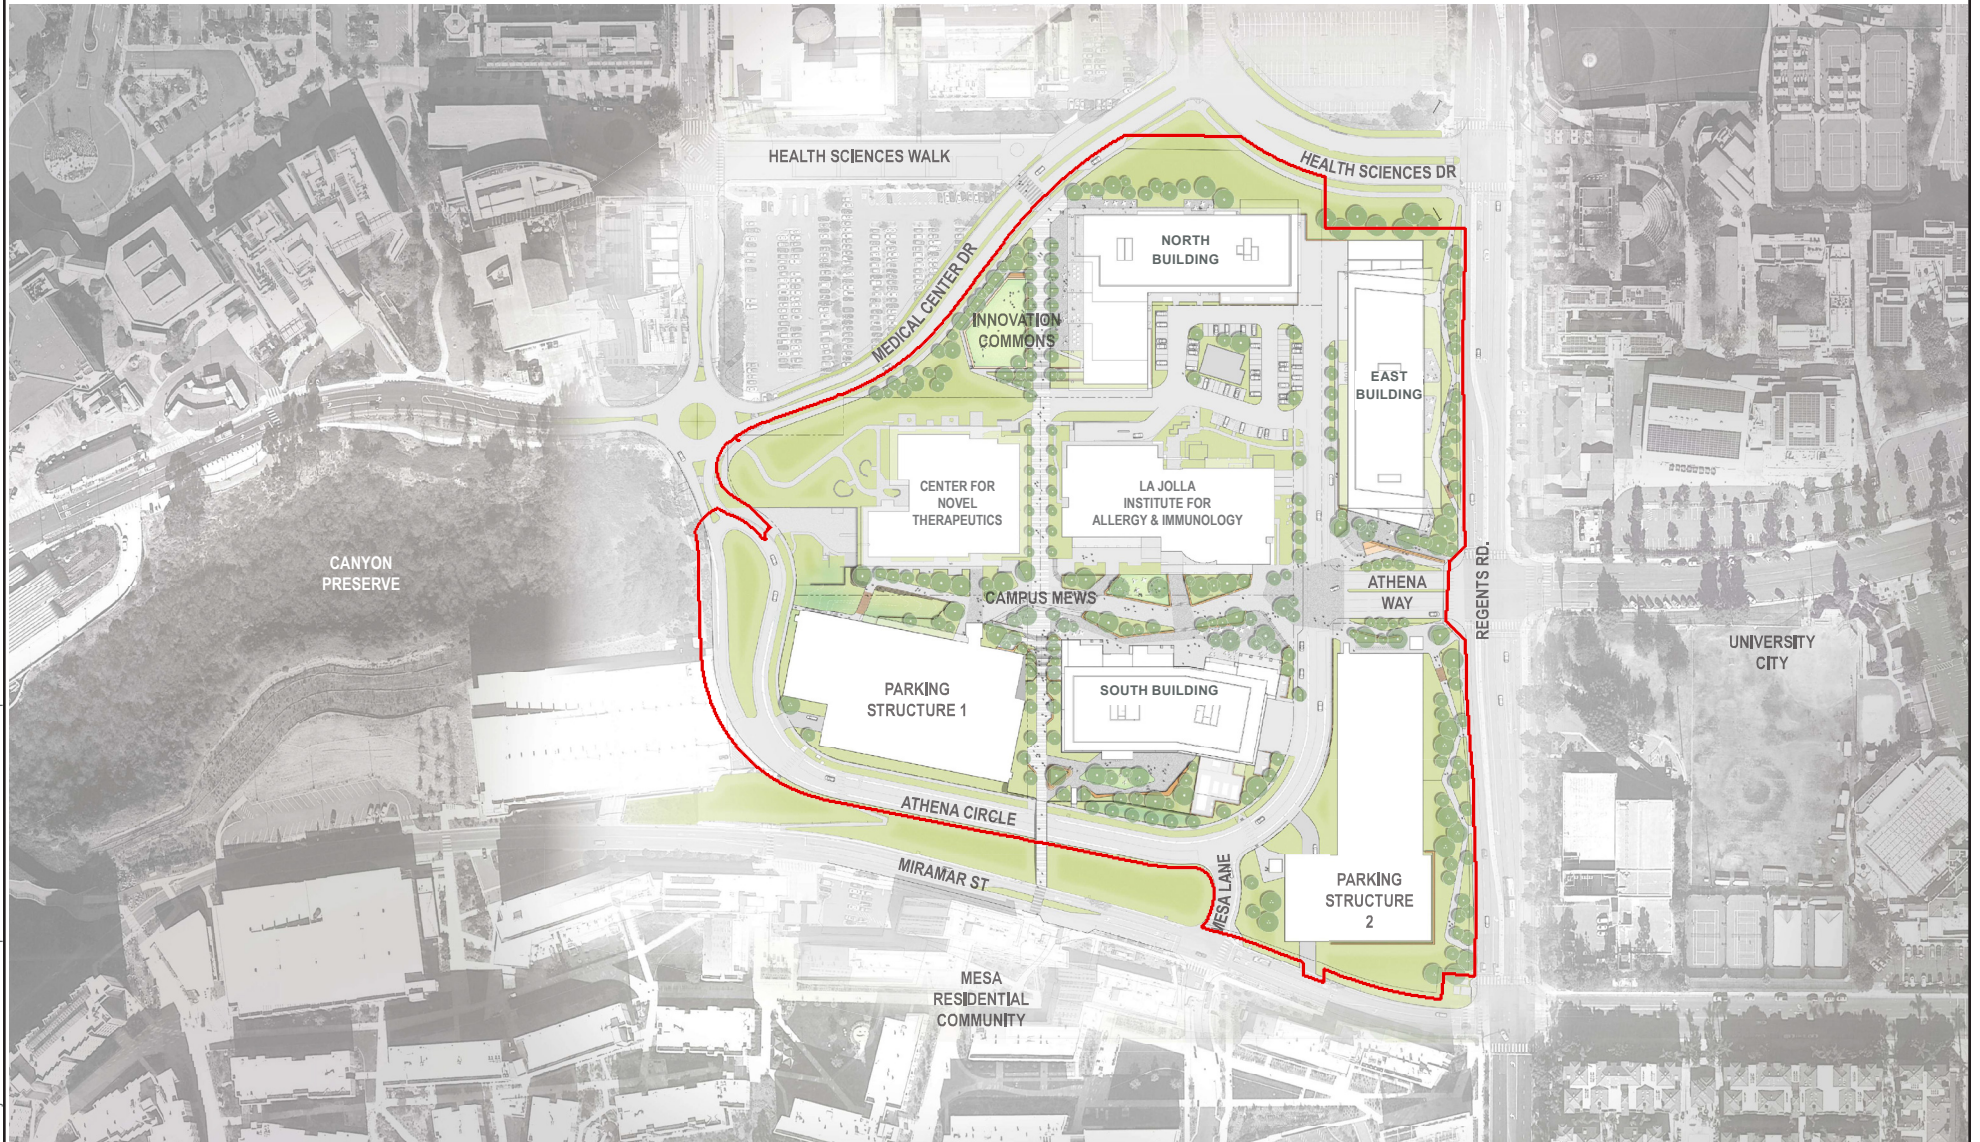 HEALTH SCIENCES WALK
HEALTH SCIENCES DR
MEDICAL CENTER DR
NORTH
BUILDING
INNOVATION
COMMONS
EAST
BUILDING
CENTER FOR
NOVEL
THERAPEUTICS
LA JOLLA
INSTITUTE FOR
ALLERGY & IMMUNOLOGY
CANYON
PRESERVE
CAMPUS MEWS
ATHENA
WAY
REGENTS RD.
UNIVERSITY
CITY
PARKING
STRUCTURE 1
SOUTH BUILDING
ATHENA CIRCLE
MIRAMAR ST
MESA LANE
PARKING
STRUCTURE
2
MESA
RESIDENTIAL
COMMUNITY